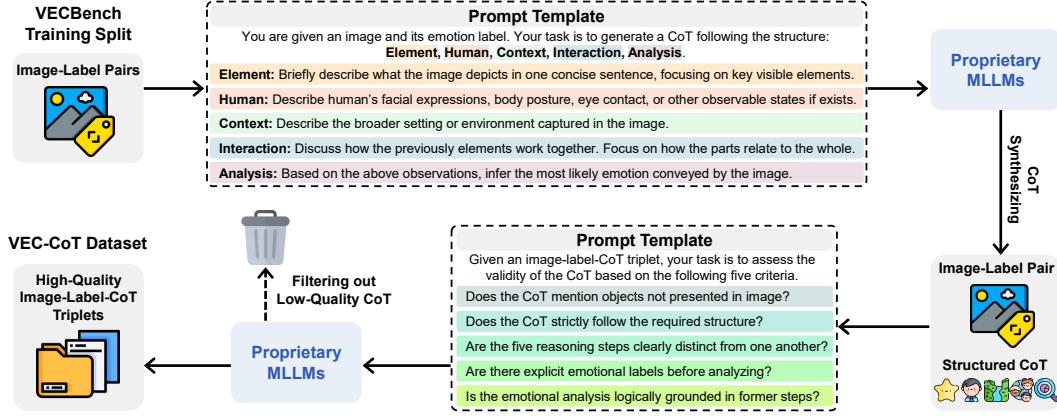 VECBench
Training Split
Image-Label Pairs
Prompt Template
You are given an image and its emotion label. Your task is to generate a CoT following the structure:
Element, Human, Context, Interaction, Analysis.
Element: Briefly describe what the image depicts in one concise sentence, focusing on key visible elements.
Human: Describe human's facial expressions, body posture, eye contact, or other observable states if exists.
Context: Describe the broader setting or environment captured in the image.
Interaction: Discuss how the previously elements work together. Focus on how the parts relate to the whole.
Analysis: Based on the above observations, infer the most likely emotion conveyed by the image.
Proprietary
MLLMs
CoT
Synthesizing
Image-Label Pair
Structured CoT
Prompt Template
Given an image-label-CoT triplet, your task is to assess the
validity of the CoT based on the following five criteria.
Does the CoT mention objects not presented in image?
Does the CoT strictly follow the required structure?
Are the five reasoning steps clearly distinct from one another?
Are there explicit emotional labels before analyzing?
Is the emotional analysis logically grounded in former steps?
Filtering out
Low-Quality CoT
Proprietary
MLLMs
VEC-CoT Dataset
High-Quality
Image-Label-CoT
Triplets